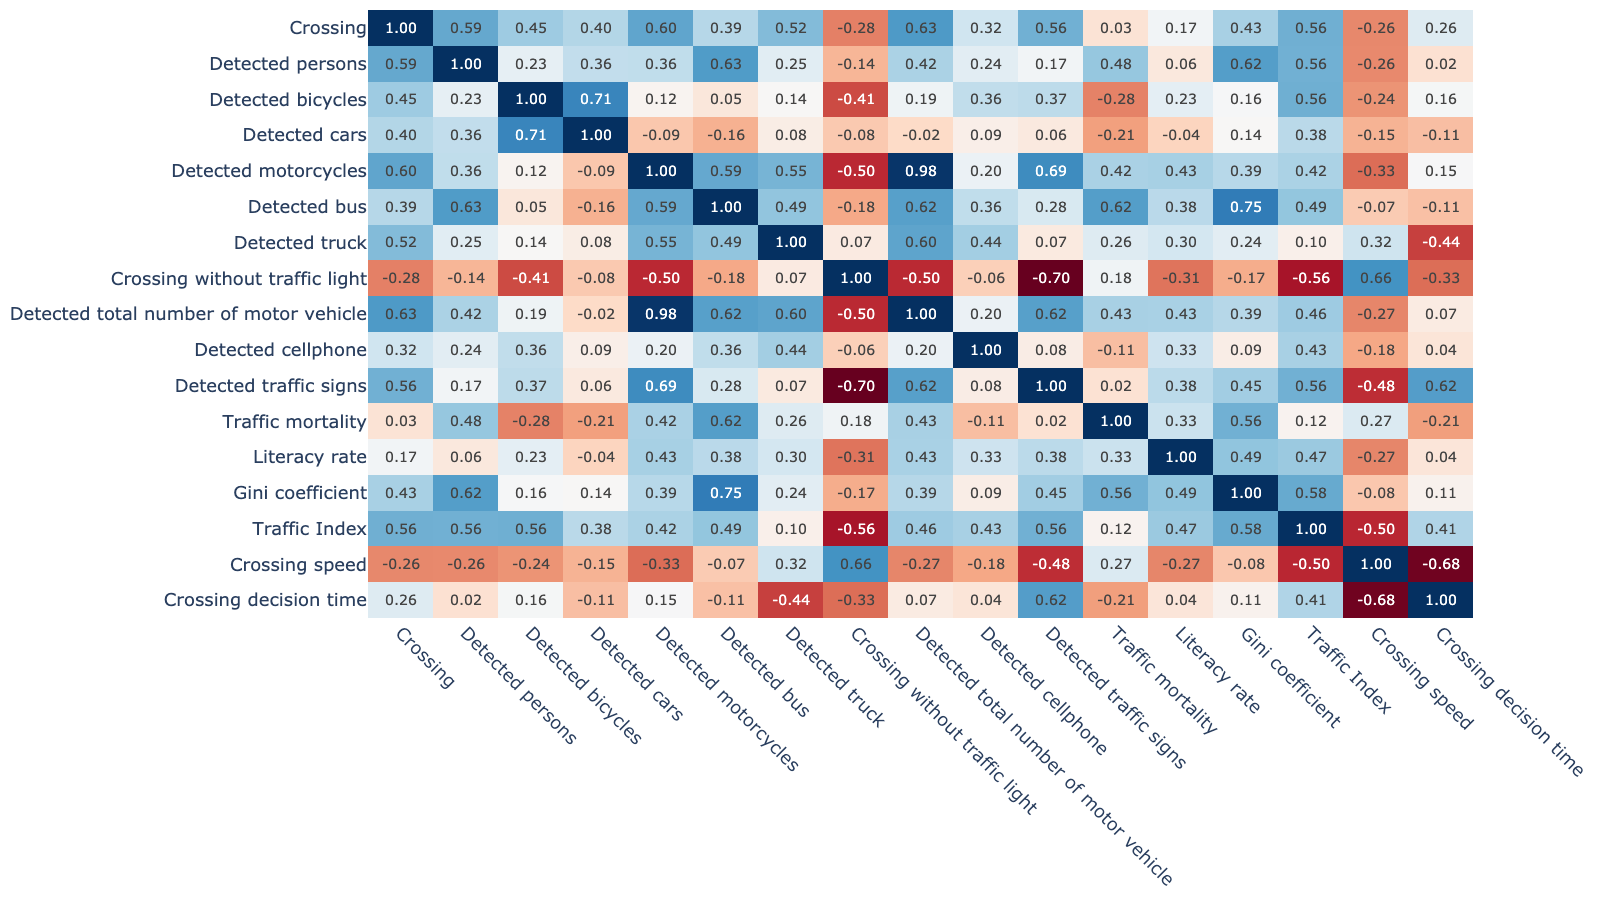 Crossing 1.00 0.59 0.45 0.40 0.60 0.39 0.52 -0.28 0.63 0.32 0.56 0.03 0.17 0.43 0.56 -0.26 0.26
Detected persons 0.59 1.00 0.23 0.36 0.36 0.63 0.25 -0.14 0.42 0.24 0.17 0.48 0.06 0.62 0.56 -0.26 0.02
Detected bicycles 0.45 0.23 1.00 0.71 0.12 0.05 0.14 -0.41 0.19 0.36 0.37 -0.28 0.23 0.16 0.56 -0.24 0.16
Detected cars 0.40 0.36 0.71 1.00 -0.09 -0.16 0.08 -0.08 -0.02 0.09 0.06 -0.21 -0.04 0.14 0.38 -0.15 -0.11
Detected motorcycles 0.60 0.36 0.12 -0.09 1.00 0.59 0.55 -0.50 0.98 0.20 0.69 0.42 0.43 0.39 0.42 -0.33 0.15
Detected bus 0.39 0.63 0.05 -0.16 0.59 1.00 0.49 -0.18 0.62 0.36 0.28 0.62 0.38 0.75 0.49 -0.07 -0.11
Detected truck 0.52 0.25 0.14 0.08 0.55 0.49 1.00 0.07 0.60 0.44 0.07 0.26 0.30 0.24 0.10 0.32 -0.44
Crossing without traffic light -0.28 -0.14 -0.41 -0.08 -0.50 -0.18 0.07 1.00 -0.50 -0.06 -0.70 0.18 -0.31 -0.17 -0.56 0.66 -0.33
Detected total number of motor vehicle 0.63 0.42 0.19 -0.02 0.98 0.62 0.60 -0.50 1.00 0.20 0.62 0.43 0.43 0.39 0.46 -0.27 0.07
Detected cellphone 0.32 0.24 0.36 0.09 0.20 0.36 0.44 -0.06 0.20 1.00 0.08 -0.11 0.33 0.09 0.43 -0.18 0.04
Detected traffic signs 0.56 0.17 0.37 0.06 0.69 0.28 0.07 -0.70 0.62 0.08 1.00 0.02 0.38 0.45 0.56 -0.48 0.62
Traffic mortality 0.03 0.48 -0.28 -0.21 0.42 0.62 0.26 0.18 0.43 -0.11 0.02 1.00 0.33 0.56 0.12 0.27 -0.21
Literacy rate 0.17 0.06 0.23 -0.04 0.43 0.38 0.30 -0.31 0.43 0.33 0.38 0.33 1.00 0.49 0.47 -0.27 0.04
Gini coefficient 0.43 0.62 0.16 0.14 0.39 0.75 0.24 -0.17 0.39 0.09 0.45 0.56 0.49 1.00 0.58 -0.08 0.11
Traffic Index 0.56 0.56 0.56 0.38 0.42 0.49 0.10 -0.56 0.46 0.43 0.56 0.12 0.47 0.58 1.00 -0.50 0.41
Crossing speed -0.26 -0.26 -0.24 -0.15 -0.33 -0.07 0.32 0.66 -0.27 -0.18 -0.48 0.27 -0.27 -0.08 -0.50 1.00 -0.68
Crossing decision time 0.26 0.02 0.16 -0.11 0.15 -0.11 -0.44 -0.33 0.07 0.04 0.62 -0.21 0.04 0.11 0.41 -0.68 1.00
Crossing
Detected persons
Detected bicycles
Detected cars
Detected motorcycles
Detected bus
Detected truck
Crossing without traffic light
Detected total number of motor vehicle
Detected cellphone
Detected traffic signs
Traffic mortality
Literacy rate
Gini coefficient
Traffic Index
Crossing speed
Crossing decision time